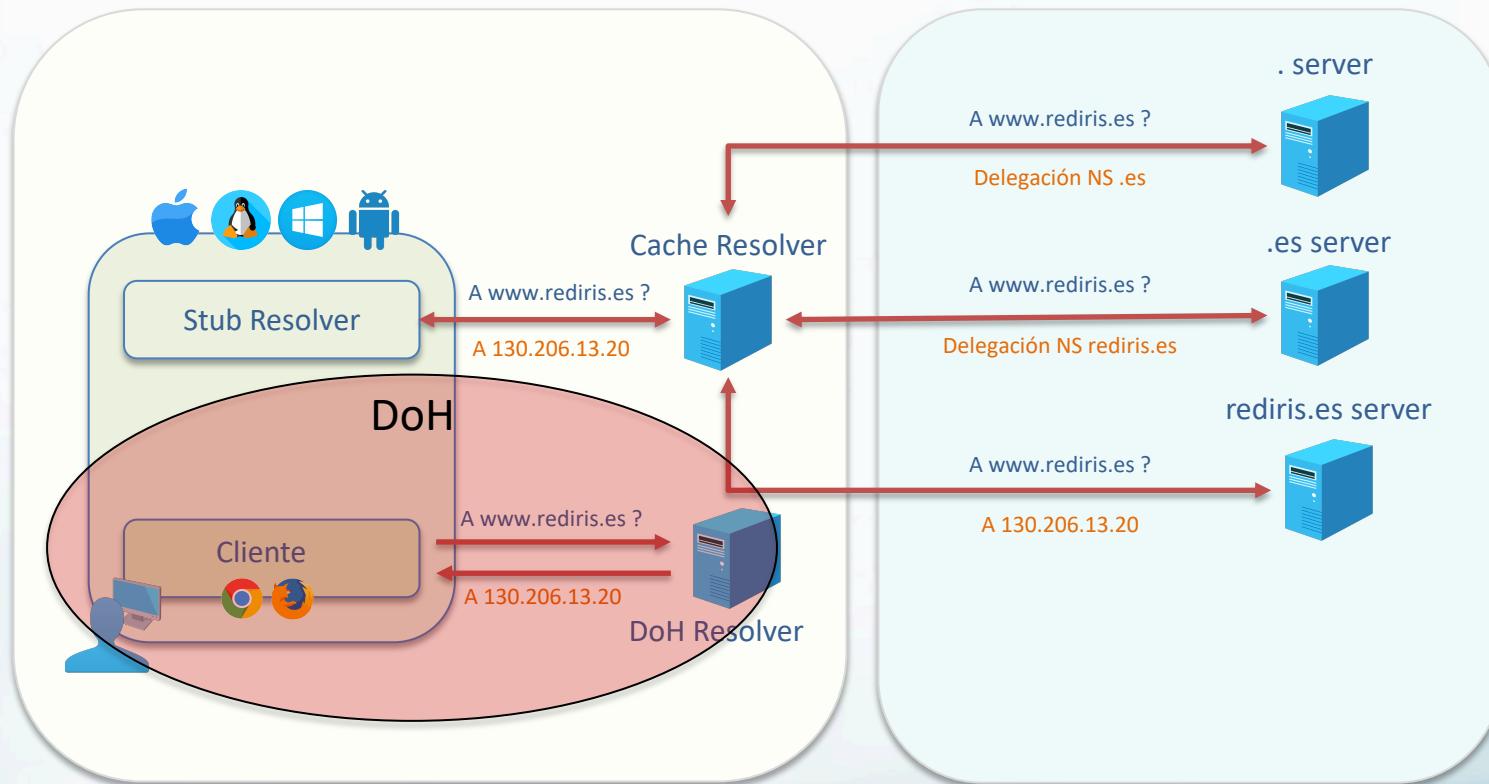 . server
A www.rediris.es ?
Delegación NS .es
Cache Resolver
.es server
A www.rediris.es ?
A www.rediris.es ?
Stub Resolver
A 130.206.13.20
Delegación NS rediris.es
DoH
rediris.es server
A www.rediris.es ?
A www.rediris.es ?
A 130.206.13.20
Cliente
A 130.206.13.20
DoH Resolver